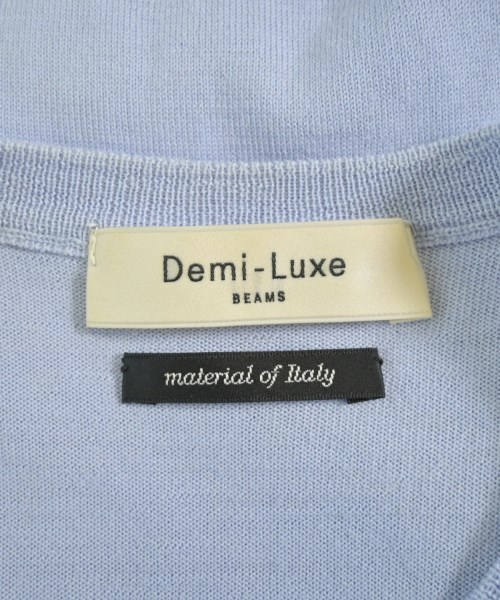 Demi-Luxe
BEAMS
material of Italy